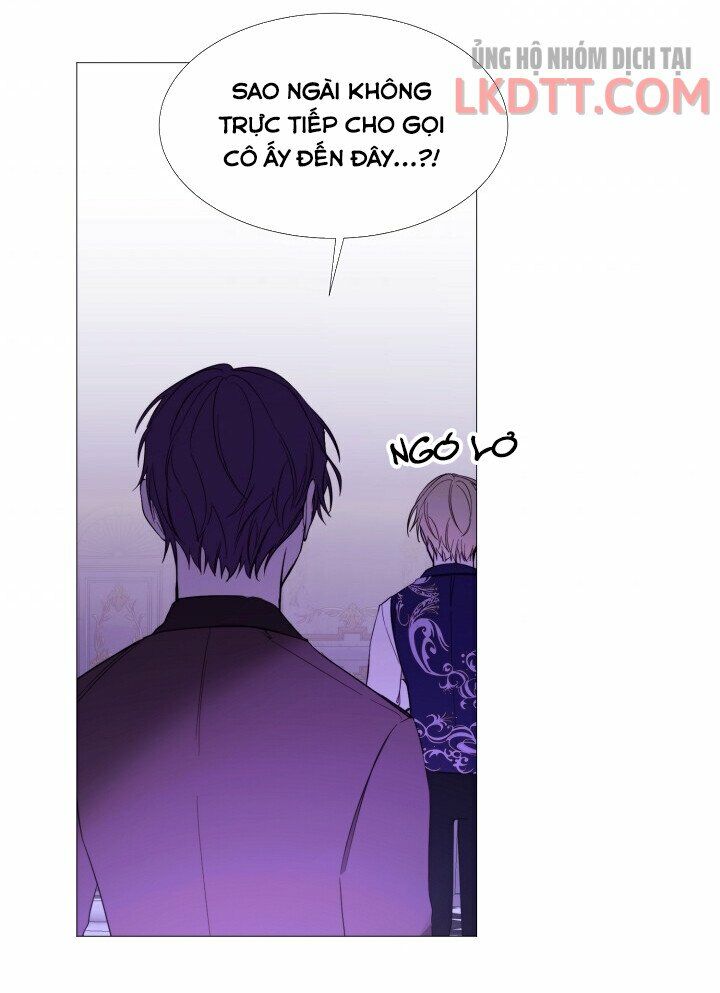 ỦNG HỘ NHÓM DỊCH TẠI
LKDTT.COM
SAO NGÀI KHÔNG
TRỰC TIẾP CHO GỌI
CÔ ẤY ĐẾN ĐÂY...?!
NGÓ LƠ